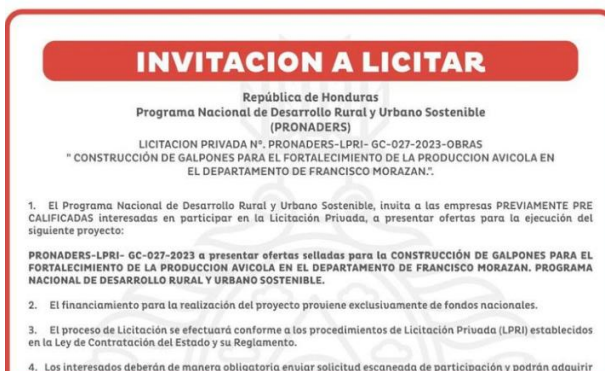 INVITACION A LICITAR
República de Honduras
Programa Nacional de Desarrollo Rural y Urbano Sostenible
(PRONADERS)
LICITACION PRIVADA Nº. PRONADERS-LPRI- GC-027-2023-OBRAS
" CONSTRUCCIÓN DE GALPONES PARA EL FORTALECIMIENTO DE LA PRODUCCION AVICOLA EN
EL DEPARTAMENTO DE FRANCISCO MORAZAN.".
1. El Programa Nacional de Desarrollo Rural y Urbano Sostenible, invita a las empresas PREVIAMENTE PRE
CALIFICADAS interesadas en participar en la Licitación Privada, a presentar ofertas para la ejecución del
siguiente proyecto:
PRONADERS-LPRI- GC-027-2023 a presentar ofertas selladas para la CONSTRUCCIÓN DE GALPONES PARA EL
FORTALECIMIENTO DE LA PRODUCCION AVICOLA EN EL DEPARTAMENTO DE FRANCISCO MORAZAN. PROGRAMA
NACIONAL DE DESARROLLO RURAL Y URBANO SOSTENIBLE.
2. El financiamiento para la realización del proyecto proviene exclusivamente de fondos nacionales.
3. El proceso de Licitación se efectuará conforme a los procedimientos de Licitación Privada (LPRI) establecidos
en la Ley de Contratación del Estado y su Reglamento.
4. Los interesados deberán de manera obligatoria enviar solicitud escaneada de participación y podrán adquirir